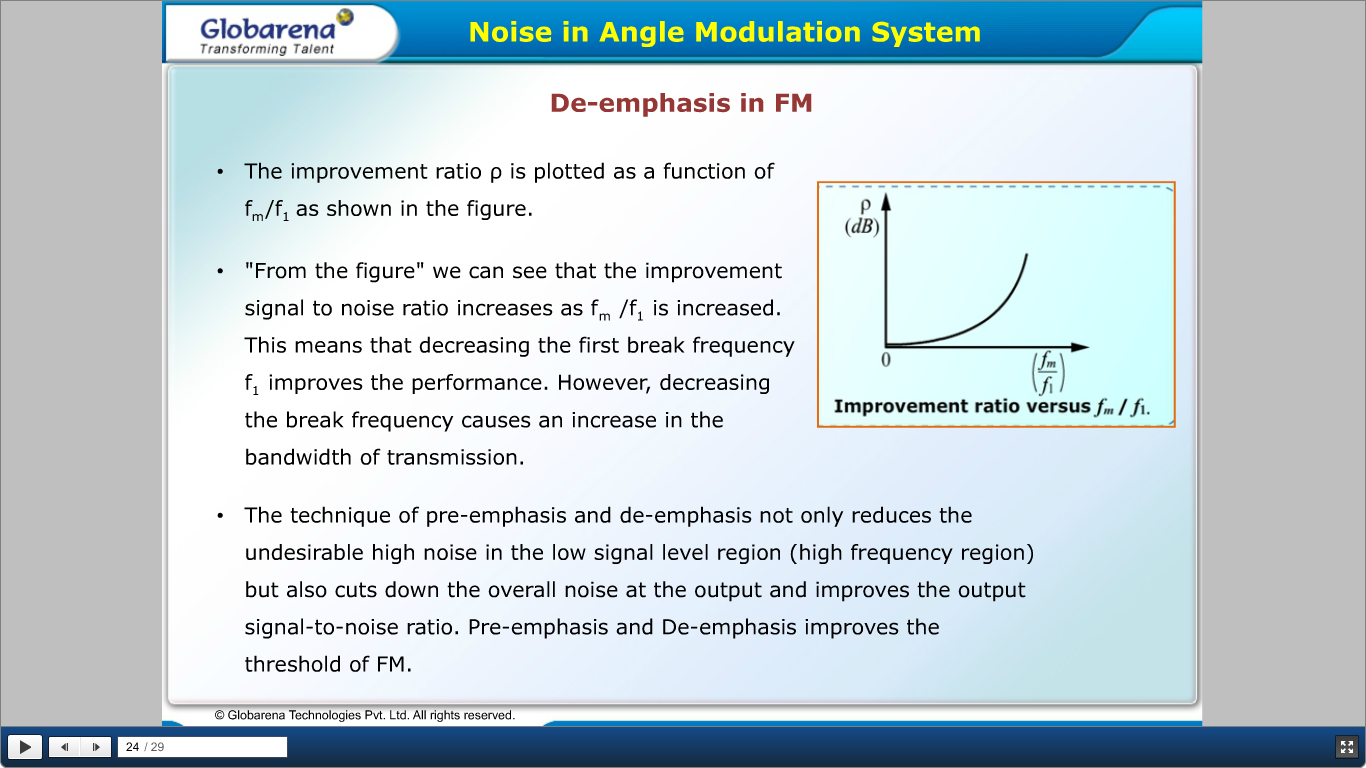 Globarena
Transforming Talent
Noise in Angle Modulation System
De-emphasis in FM
• The improvement ratio ρ is plotted as a function of
fm/f1 as shown in the figure.
• "From the figure" we can see that the improvement
signal to noise ratio increases as fm /f1 is increased.
This means that decreasing the first break frequency
f1 improves the performance. However, decreasing
the break frequency causes an increase in the
bandwidth of transmission.
ρ
(dB)
0
(fm/f1)
Improvement ratio versus fm / f1.
• The technique of pre-emphasis and de-emphasis not only reduces the
undesirable high noise in the low signal level region (high frequency region)
but also cuts down the overall noise at the output and improves the output
signal-to-noise ratio. Pre-emphasis and De-emphasis improves the
threshold of FM.
© Globarena Technologies Pvt. Ltd. All rights reserved.
24 / 29